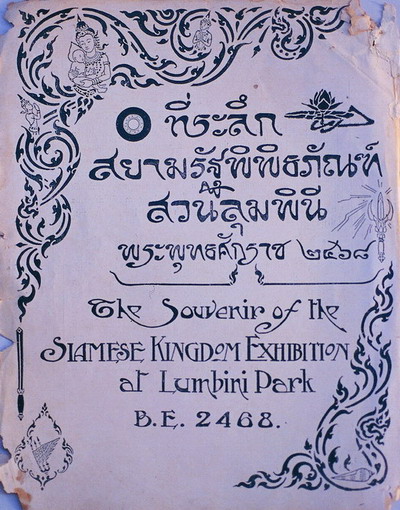 ที่ระลึก
สยามรัฐพิพิธภัณฑ์
ณ
สวนลุมพินี
พระพุทธศักราช ๒๔๖๘
The Souvenir of the
SIAMESE KINGDOM EXHIBITION
at Lumbini Park
B.E. 2468.